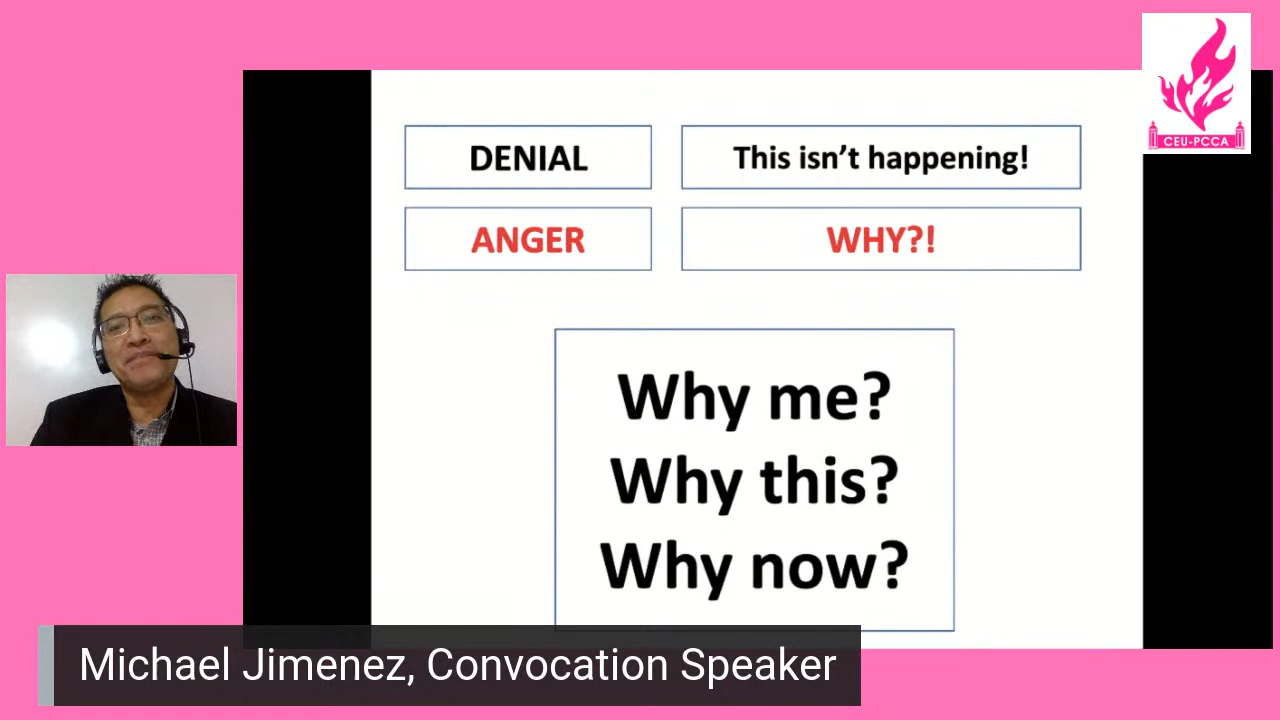 CEU-PCCA
DENIAL
This isn't happening!
ANGER
WHY?!
Why me?
Why this?
Why now?
Michael Jimenez, Convocation Speaker